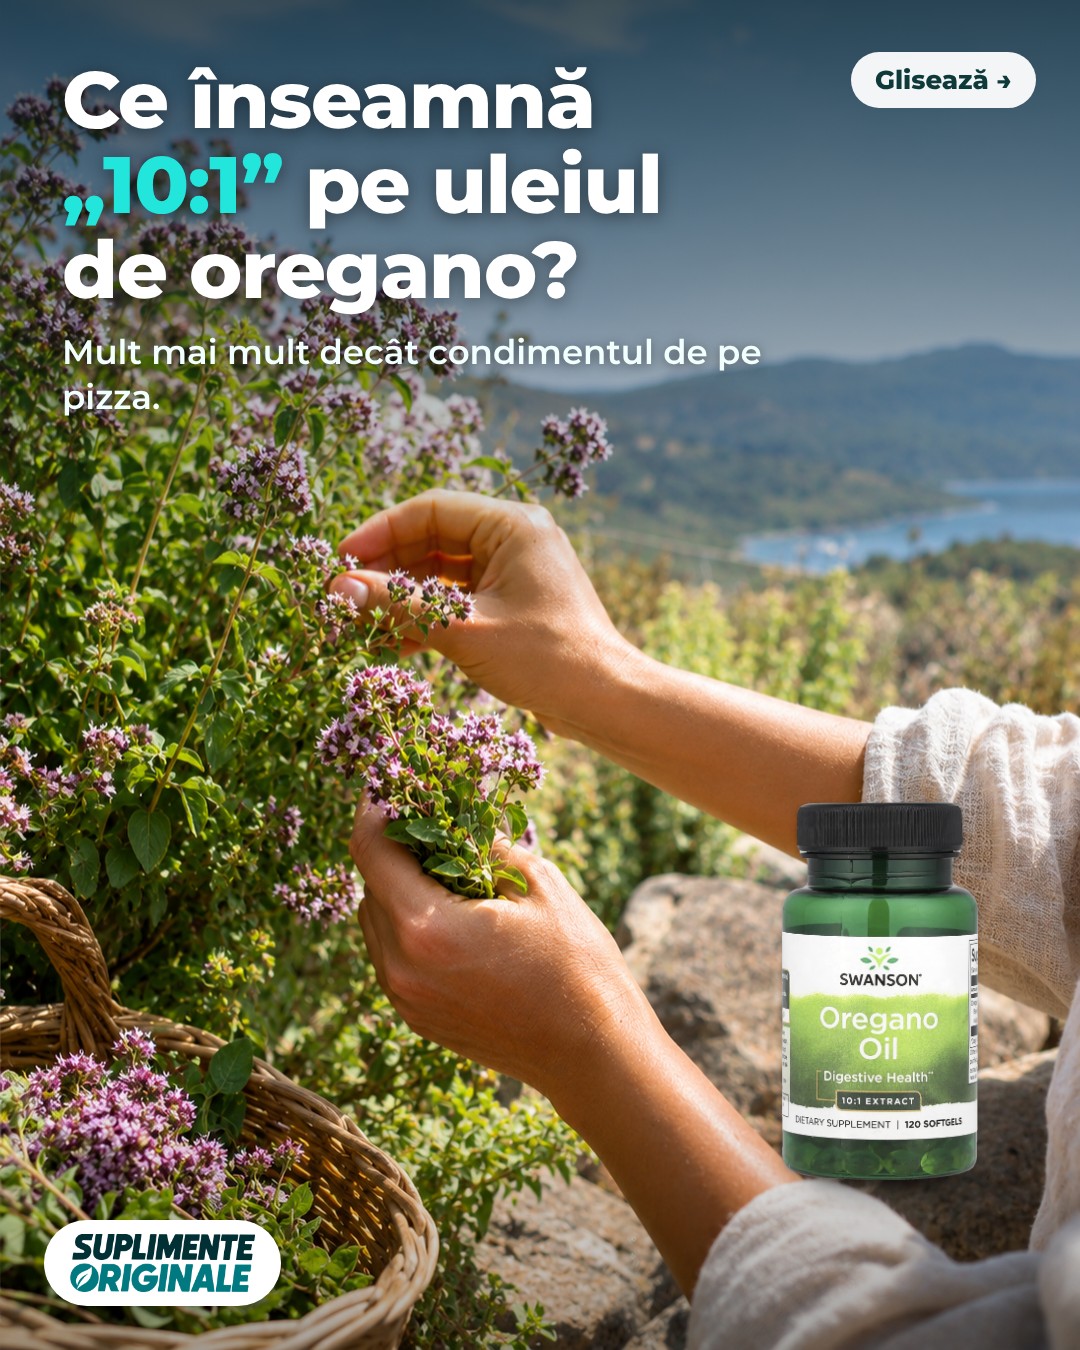 Ce înseamnă
„10:1” pe uleiul
de oregano?
Mult mai mult decât condimentul de pe
pizza.
Glisează →
SWANSON
Oregano
Oil
Digestive Health
10:1 EXTRACT
DIETARY SUPPLEMENT | 120 SOFTGELS
SUPLIMENTE
ORIGINALE